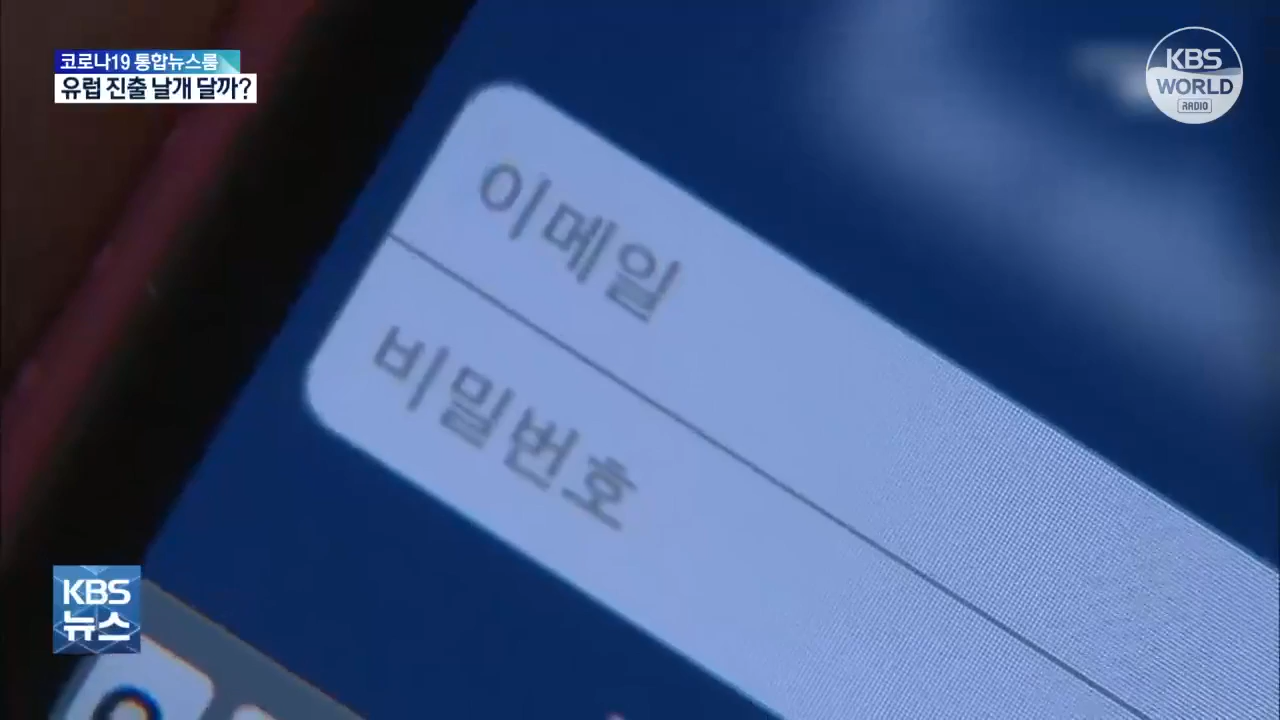 코로나19 통합뉴스룸
유럽 진출 날개 달까?
KBS
WORLD
RADIO
이메일
비밀번호
KBS
뉴스